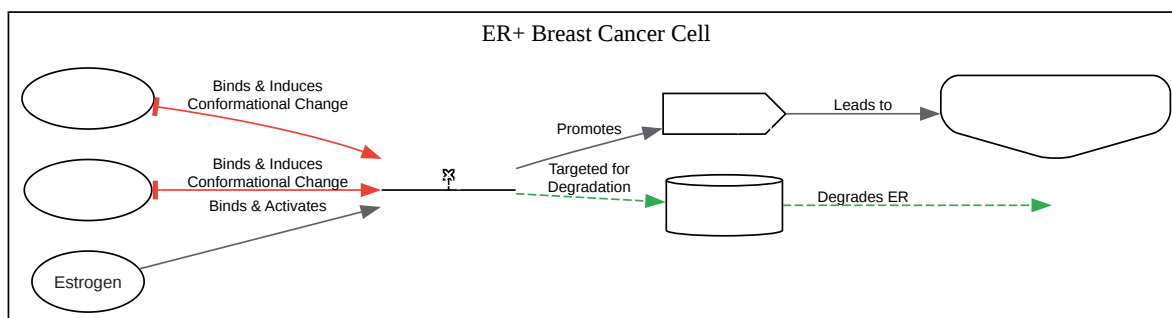 ER+ Breast Cancer Cell
Binds & Induces
Conformational Change
Binds & Induces
Conformational Change
Binds & Activates
Estrogen
Promotes
Targeted for
Degradation
Leads to
Degrades ER